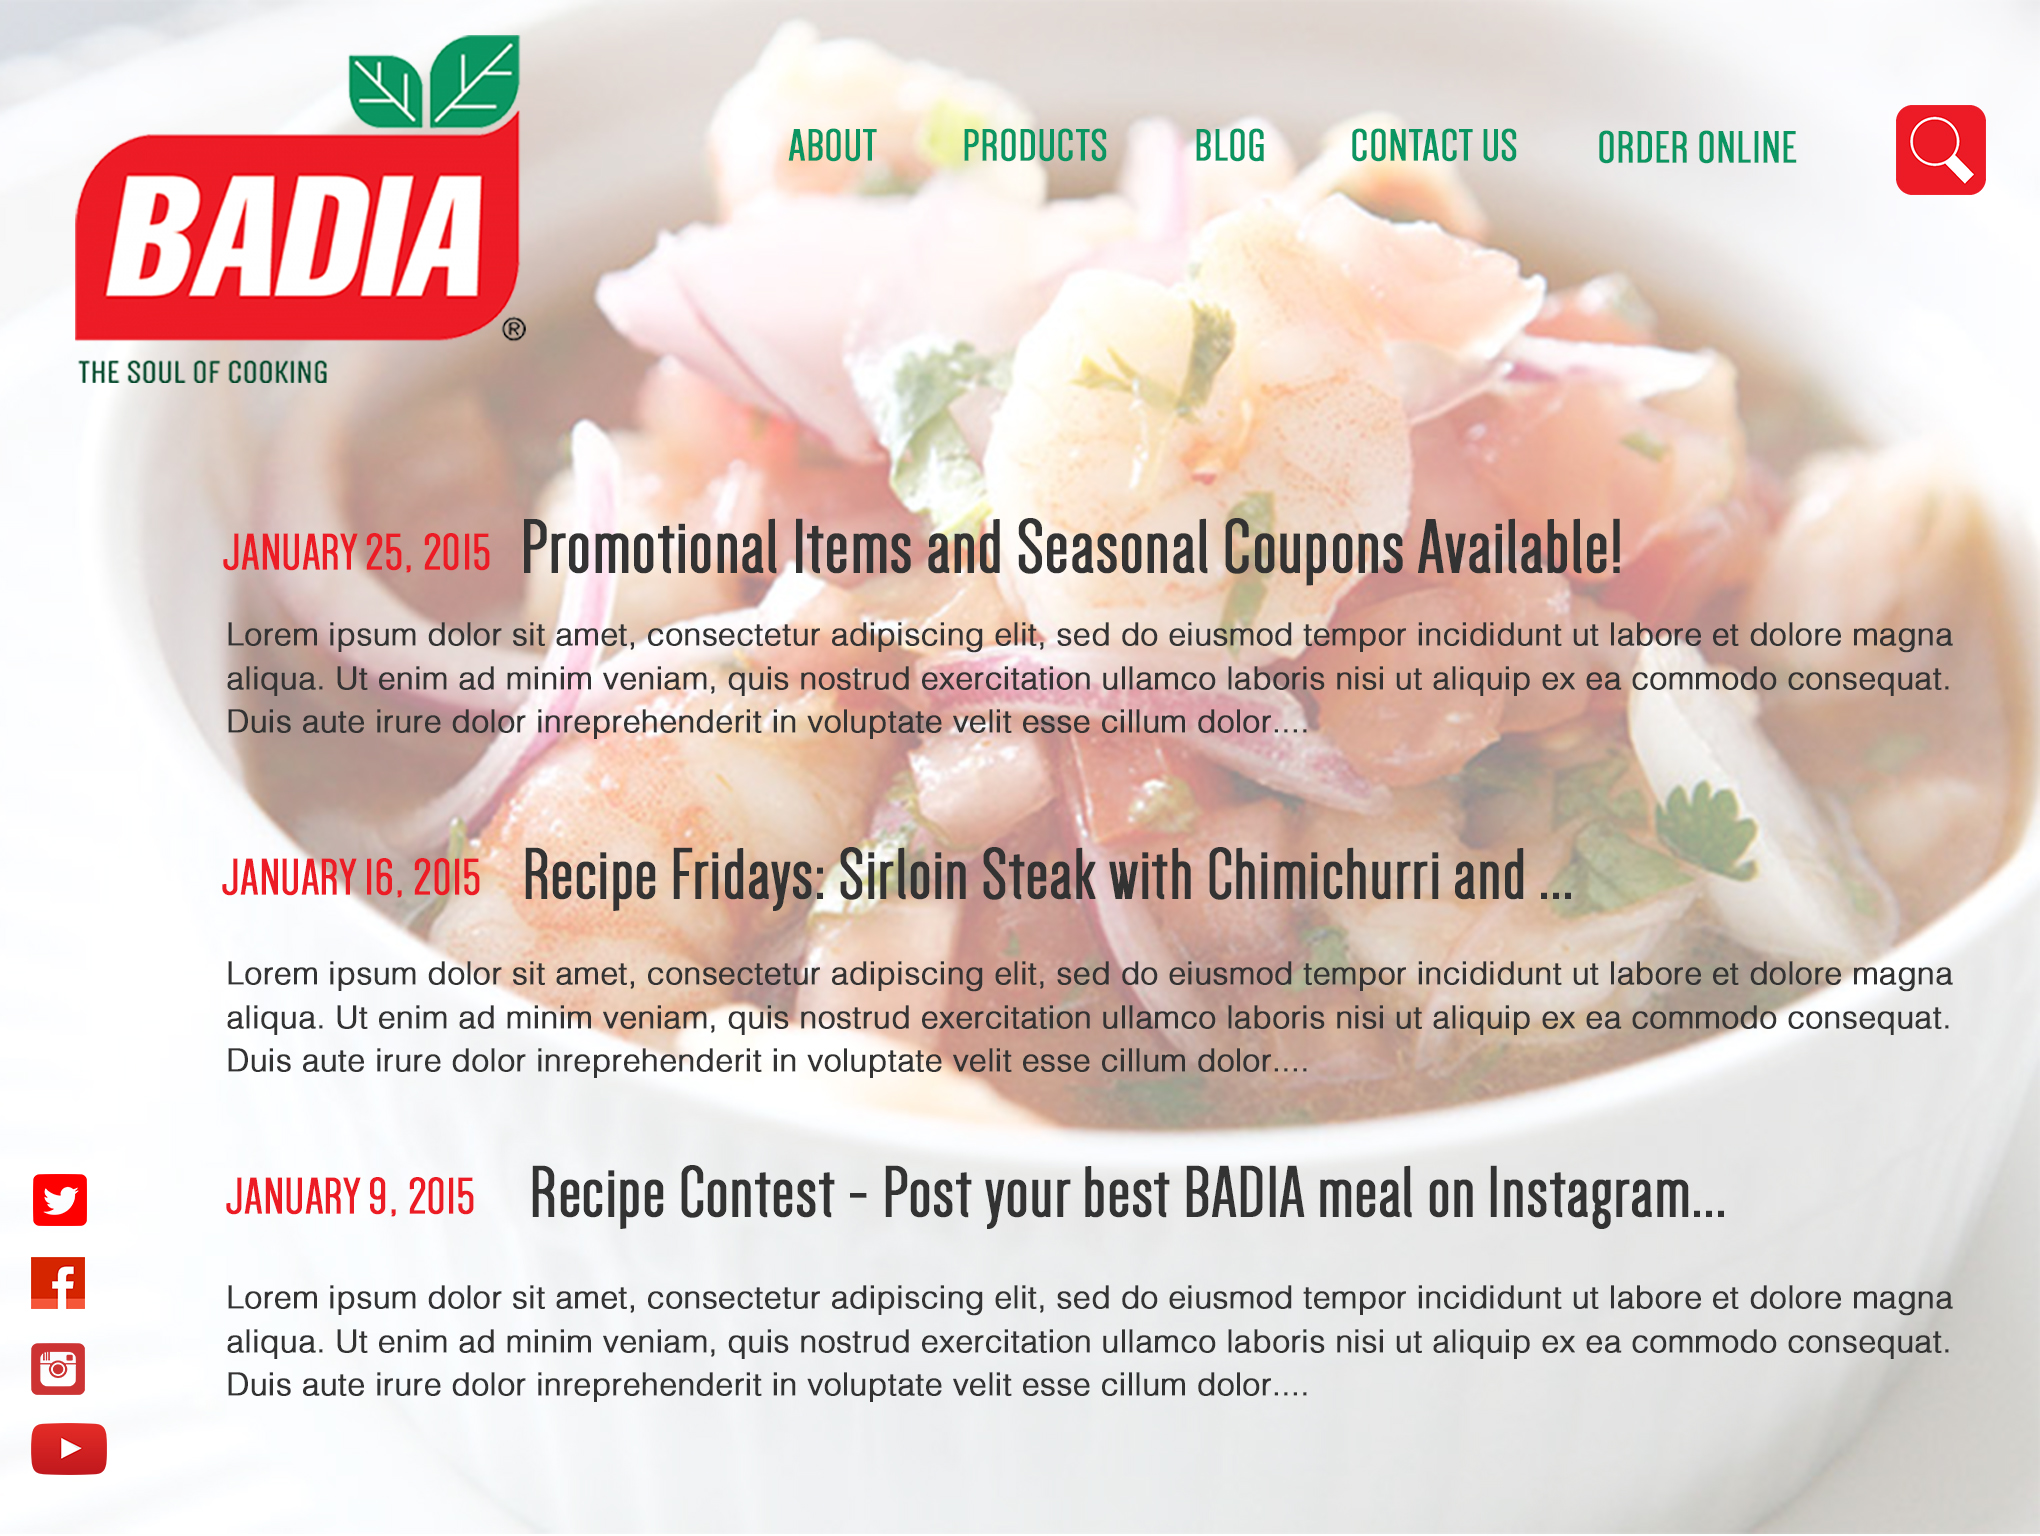 BADIA
®
THE SOUL OF COOKING
ABOUT PRODUCTS BLOG CONTACT US ORDER ONLINE
JANUARY 25, 2015 Promotional Items and Seasonal Coupons Available!
Lorem ipsum dolor sit amet, consectetur adipiscing elit, sed do eiusmod tempor incididunt ut labore et dolore magna
aliqua. Ut enim ad minim veniam, quis nostrud exercitation ullamco laboris nisi ut aliquip ex ea commodo consequat.
Duis aute irure dolor inreprehenderit in voluptate velit esse cillum dolor....
JANUARY 16, 2015 Recipe Fridays: Sirloin Steak with Chimichurri and ...
Lorem ipsum dolor sit amet, consectetur adipiscing elit, sed do eiusmod tempor incididunt ut labore et dolore magna
aliqua. Ut enim ad minim veniam, quis nostrud exercitation ullamco laboris nisi ut aliquip ex ea commodo consequat.
Duis aute irure dolor inreprehenderit in voluptate velit esse cillum dolor....
JANUARY 9, 2015 Recipe Contest - Post your best BADIA meal on Instagram...
Lorem ipsum dolor sit amet, consectetur adipiscing elit, sed do eiusmod tempor incididunt ut labore et dolore magna
aliqua. Ut enim ad minim veniam, quis nostrud exercitation ullamco laboris nisi ut aliquip ex ea commodo consequat.
Duis aute irure dolor inreprehenderit in voluptate velit esse cillum dolor....